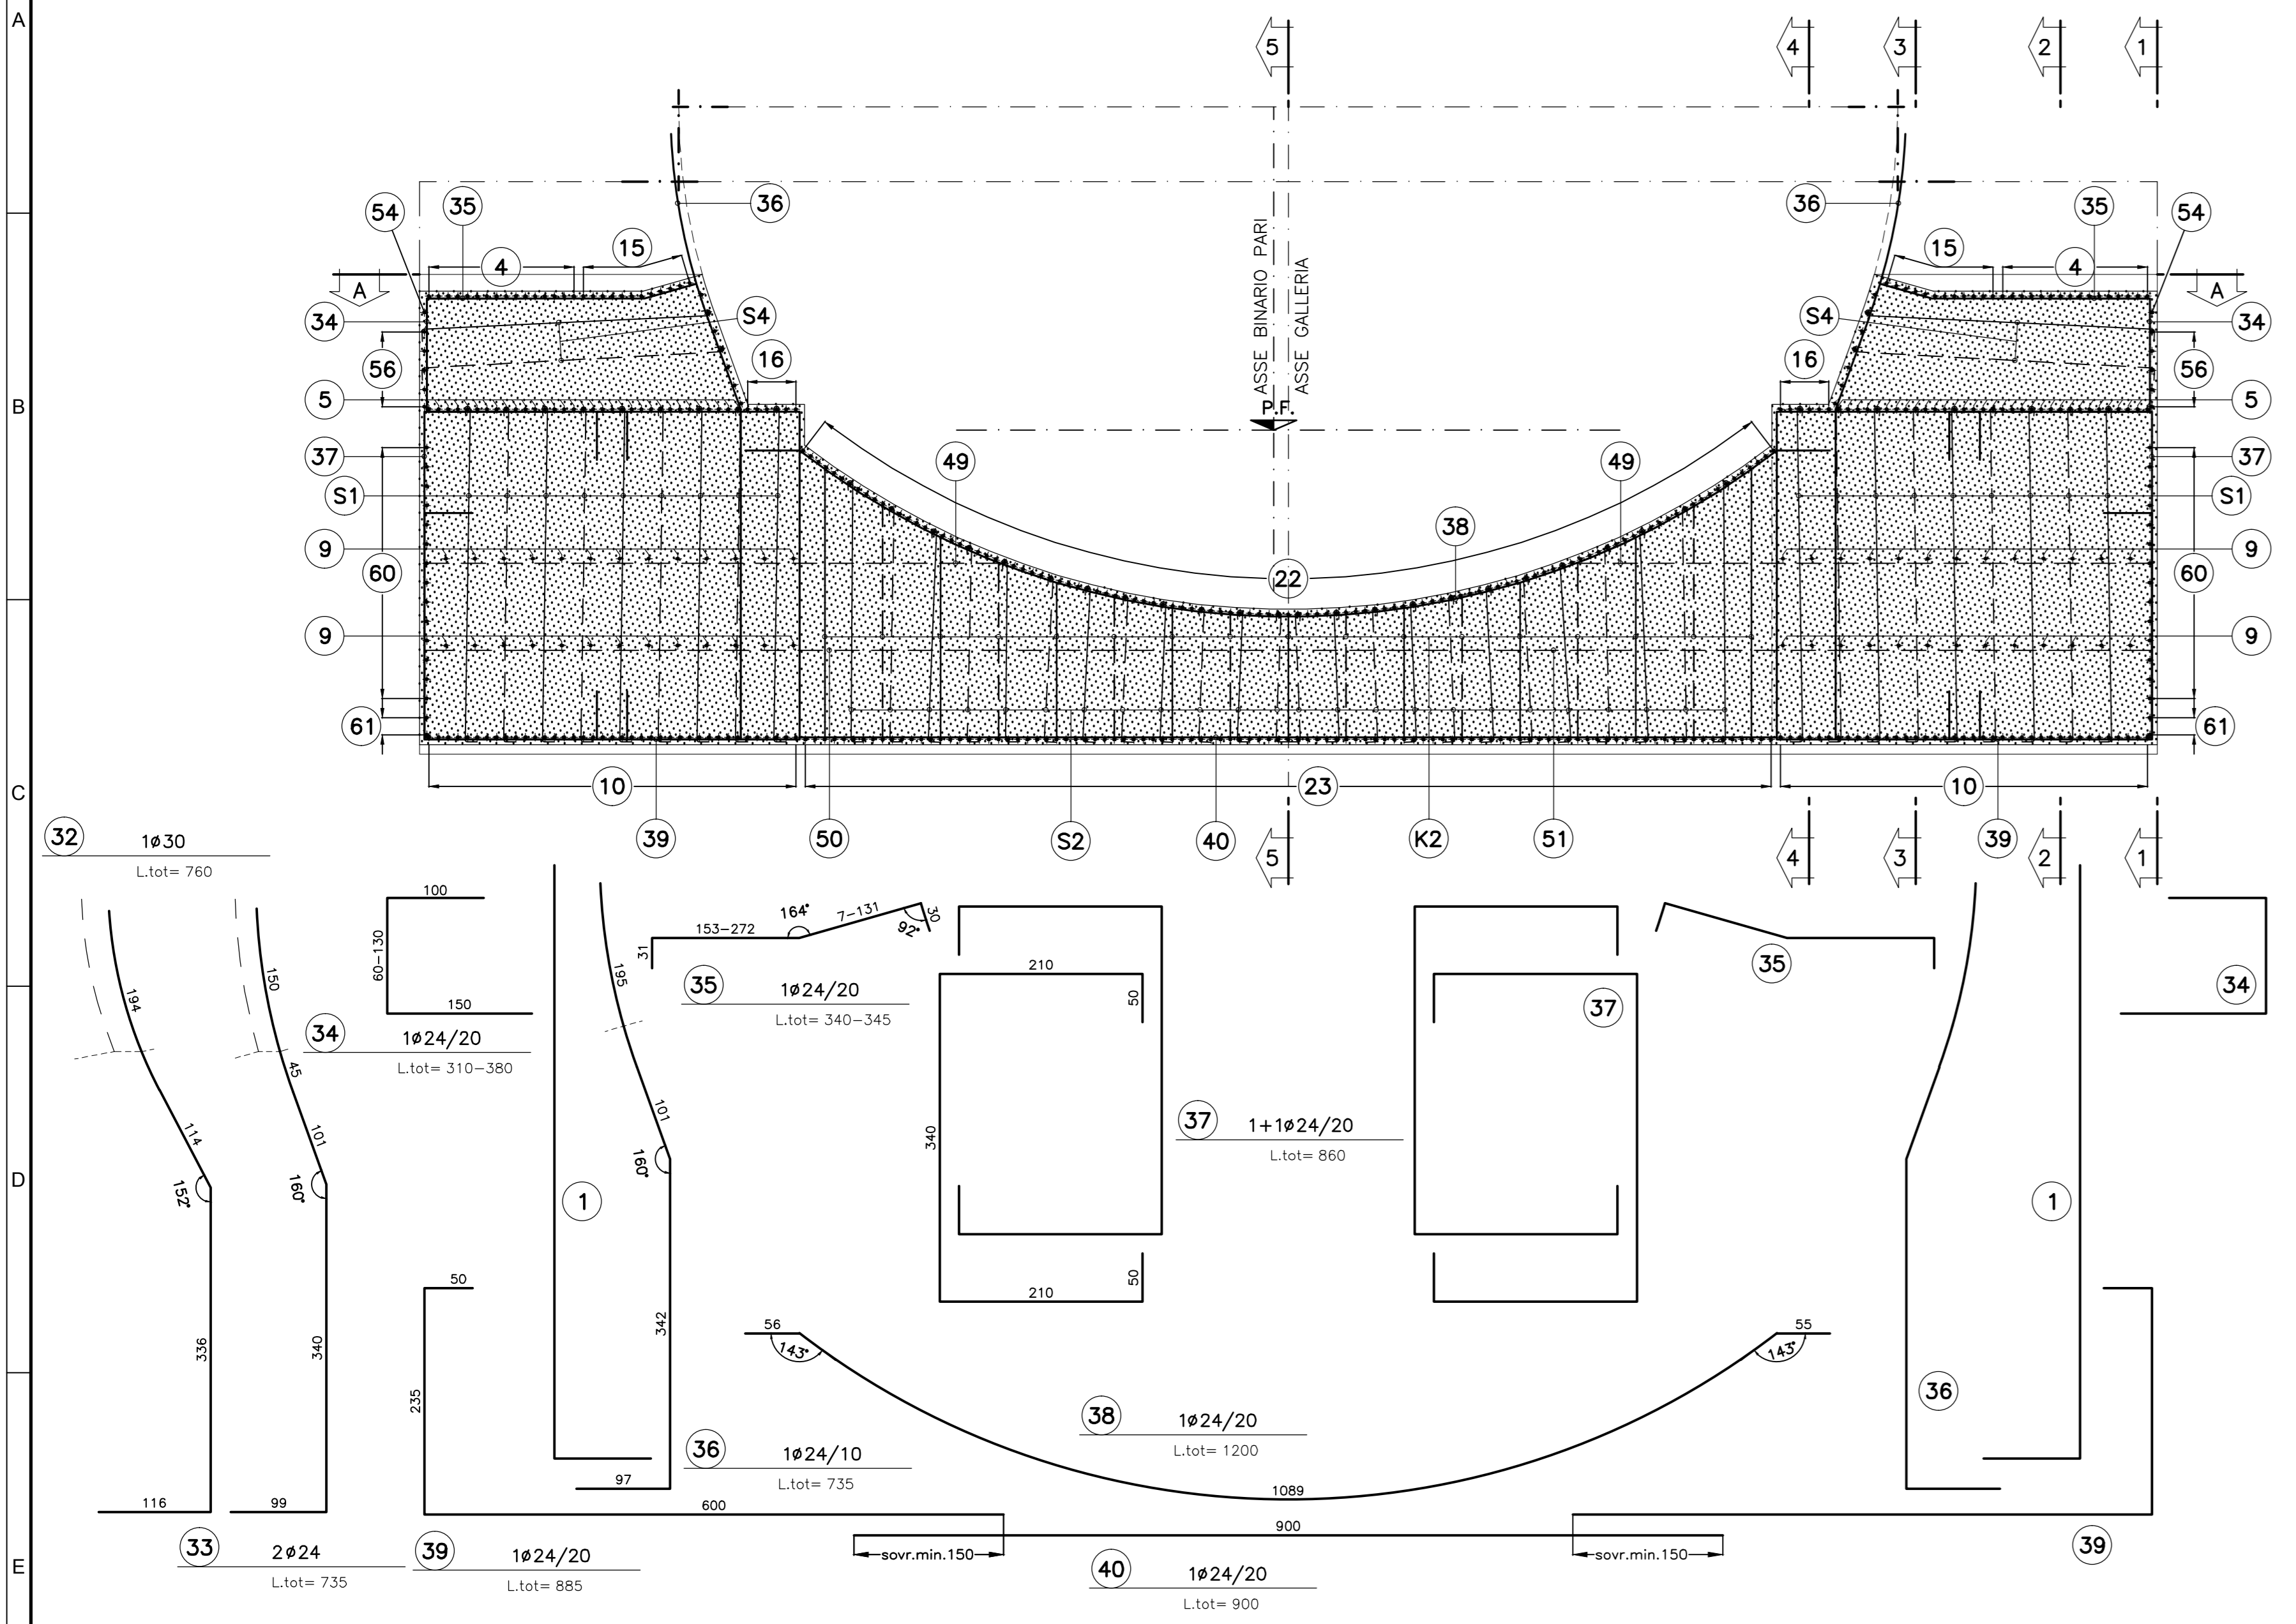 A
5
4
3
2
1
54
35
36
36
35
54
15
4
15
4
A
A
34
S4
16
ASSE BINARIO PARI
ASSE GALLERIA
S4
16
34
56
56
5
P.F.
5
37
49
49
37
S1
38
S1
B
9
9
60
22
60
9
9
61
61
10
23
10
C
32
1ø30
L.tot= 760
39
50
S2
40
5
K2
51
4
3
39
2
1
100
60-130
150
34
1ø24/20
L.tot= 310-380
153-272
164°
7-131
30
92°
31
35
1ø24/20
L.tot= 340-345
35
34
194
114
152°
336
116
33
2ø24
L.tot= 735
150
45
101
160°
340
99
195
101
160°
342
97
1
36
1ø24/10
L.tot= 735
210
50
340
50
210
37
37
1+1ø24/20
L.tot= 860
D
1
36
50
235
600
39
1ø24/20
L.tot= 885
56
143°
55
143°
38
1ø24/20
L.tot= 1200
1089
900
sovr.min.150
sovr.min.150
40
1ø24/20
L.tot= 900
39
E